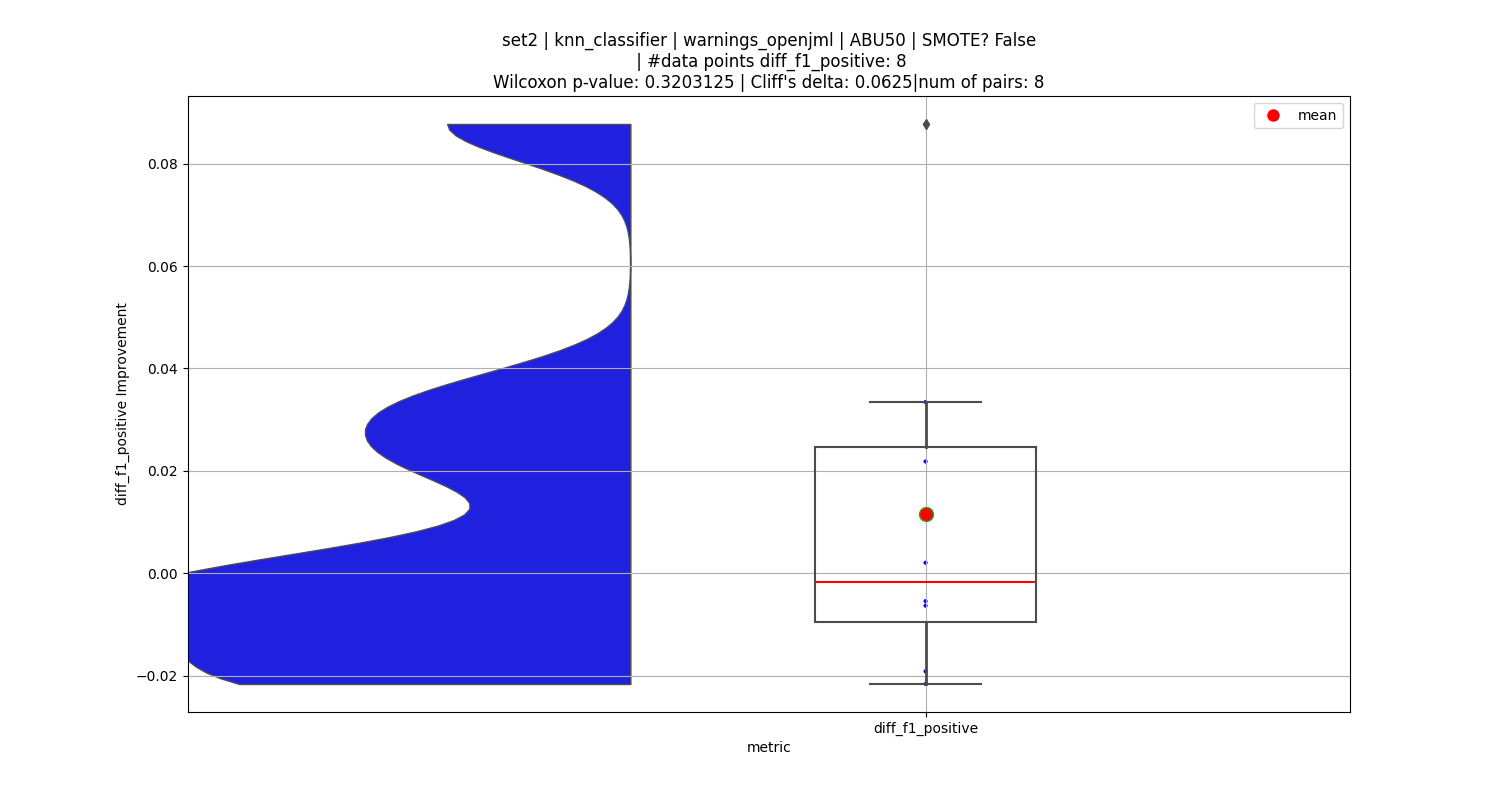 set2 | knn_classifier | warnings_openjml | ABU50 | SMOTE? False
| #data points diff_f1_positive: 8
Wilcoxon p-value: 0.3203125 | Cliff's delta: 0.0625|num of pairs: 8
mean
0.08
0.06
0.04
0.02
0.00
−0.02
diff_f1_positive Improvement
diff_f1_positive
metric